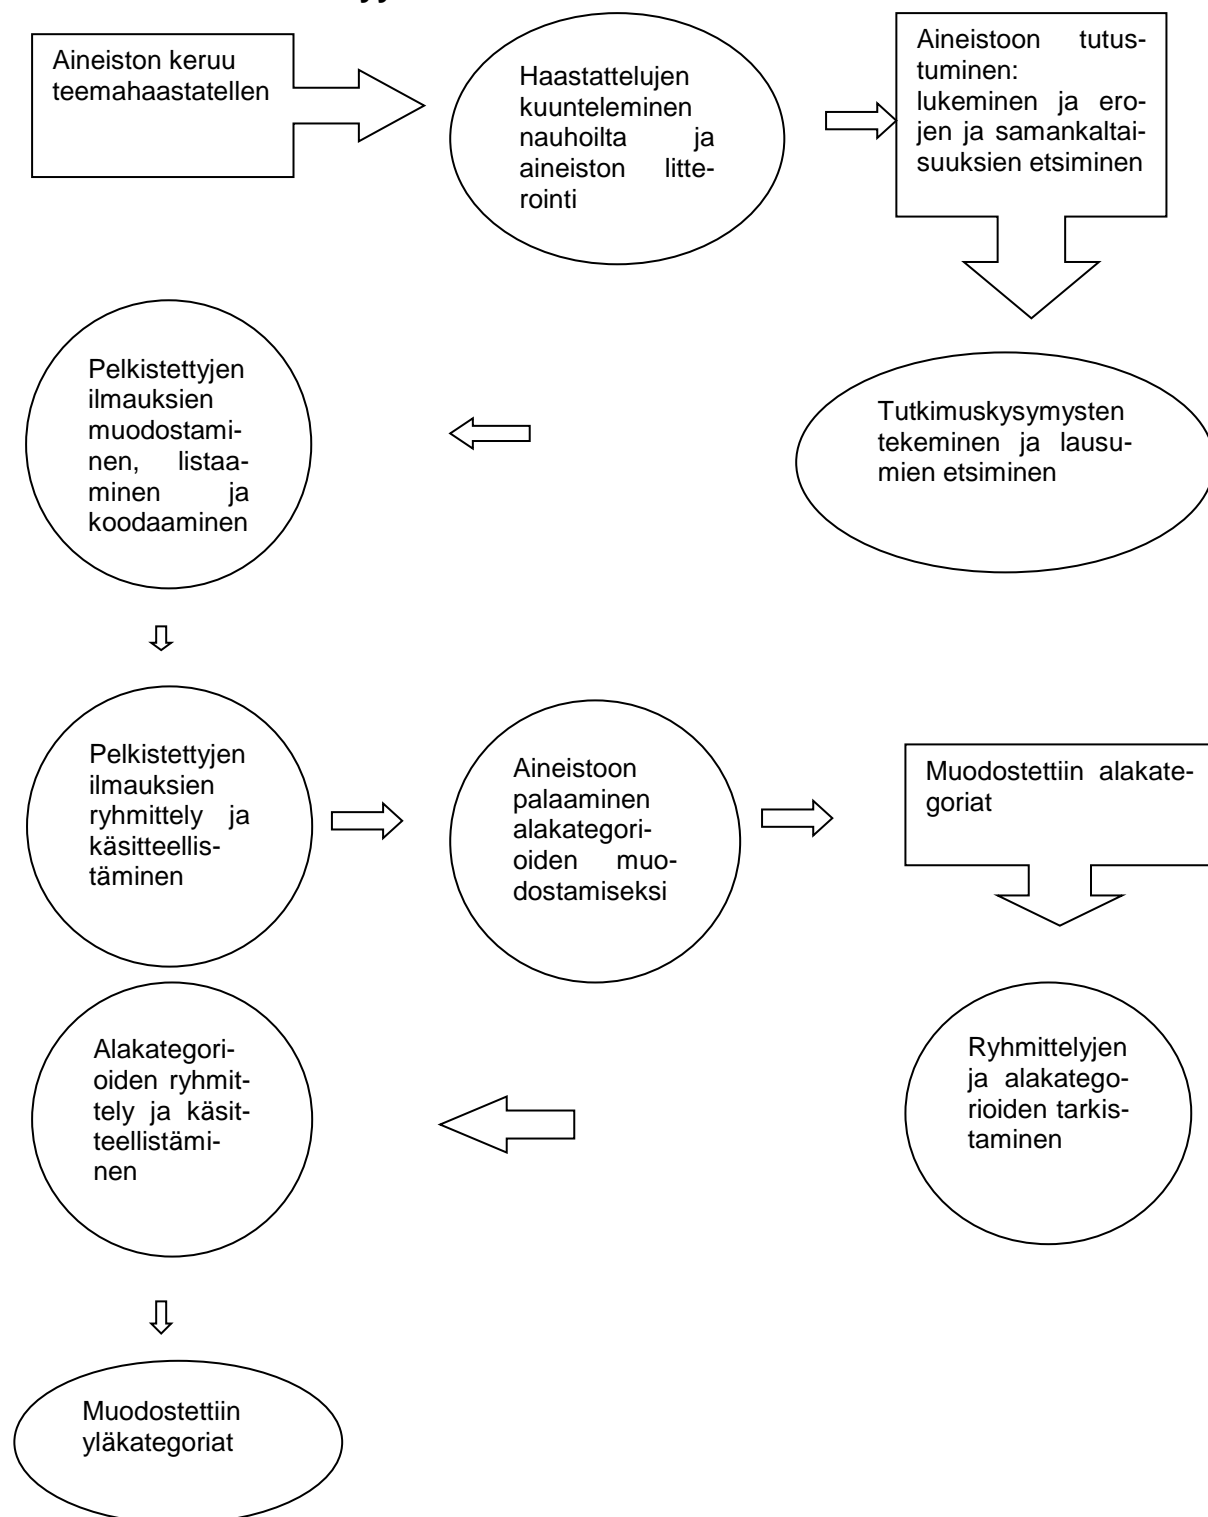 Aineiston keruu
teemahaastatellen
Haastattelujen
kuunteleminen
nauhoilta ja
aineiston litte-
rointi
Aineistoon tutus-
tuminen:
lukeminen ja ero-
jen ja samankaltai-
suuksien etsiminen
Tutkimuskysymysten
tekeminen ja lausu-
mien etsiminen
Pelkistettyjen
ilmauksien
muodostami-
nen, listaa-
minen ja
koodaaminen
Pelkistettyjen
ilmauksien
ryhmittely ja
käsitteellis-
täminen
Aineistoon
palaaminen
alakategori-
oiden muo-
dostamiseksi
Muodostettiin alakate-
goriat
Ryhmittelyjen
ja alakatego-
rioiden tarkis-
taminen
Alakategori-
oiden ryhmit-
tely ja käsit-
teellistämi-
nen
Muodostettiin
yläkategoriat